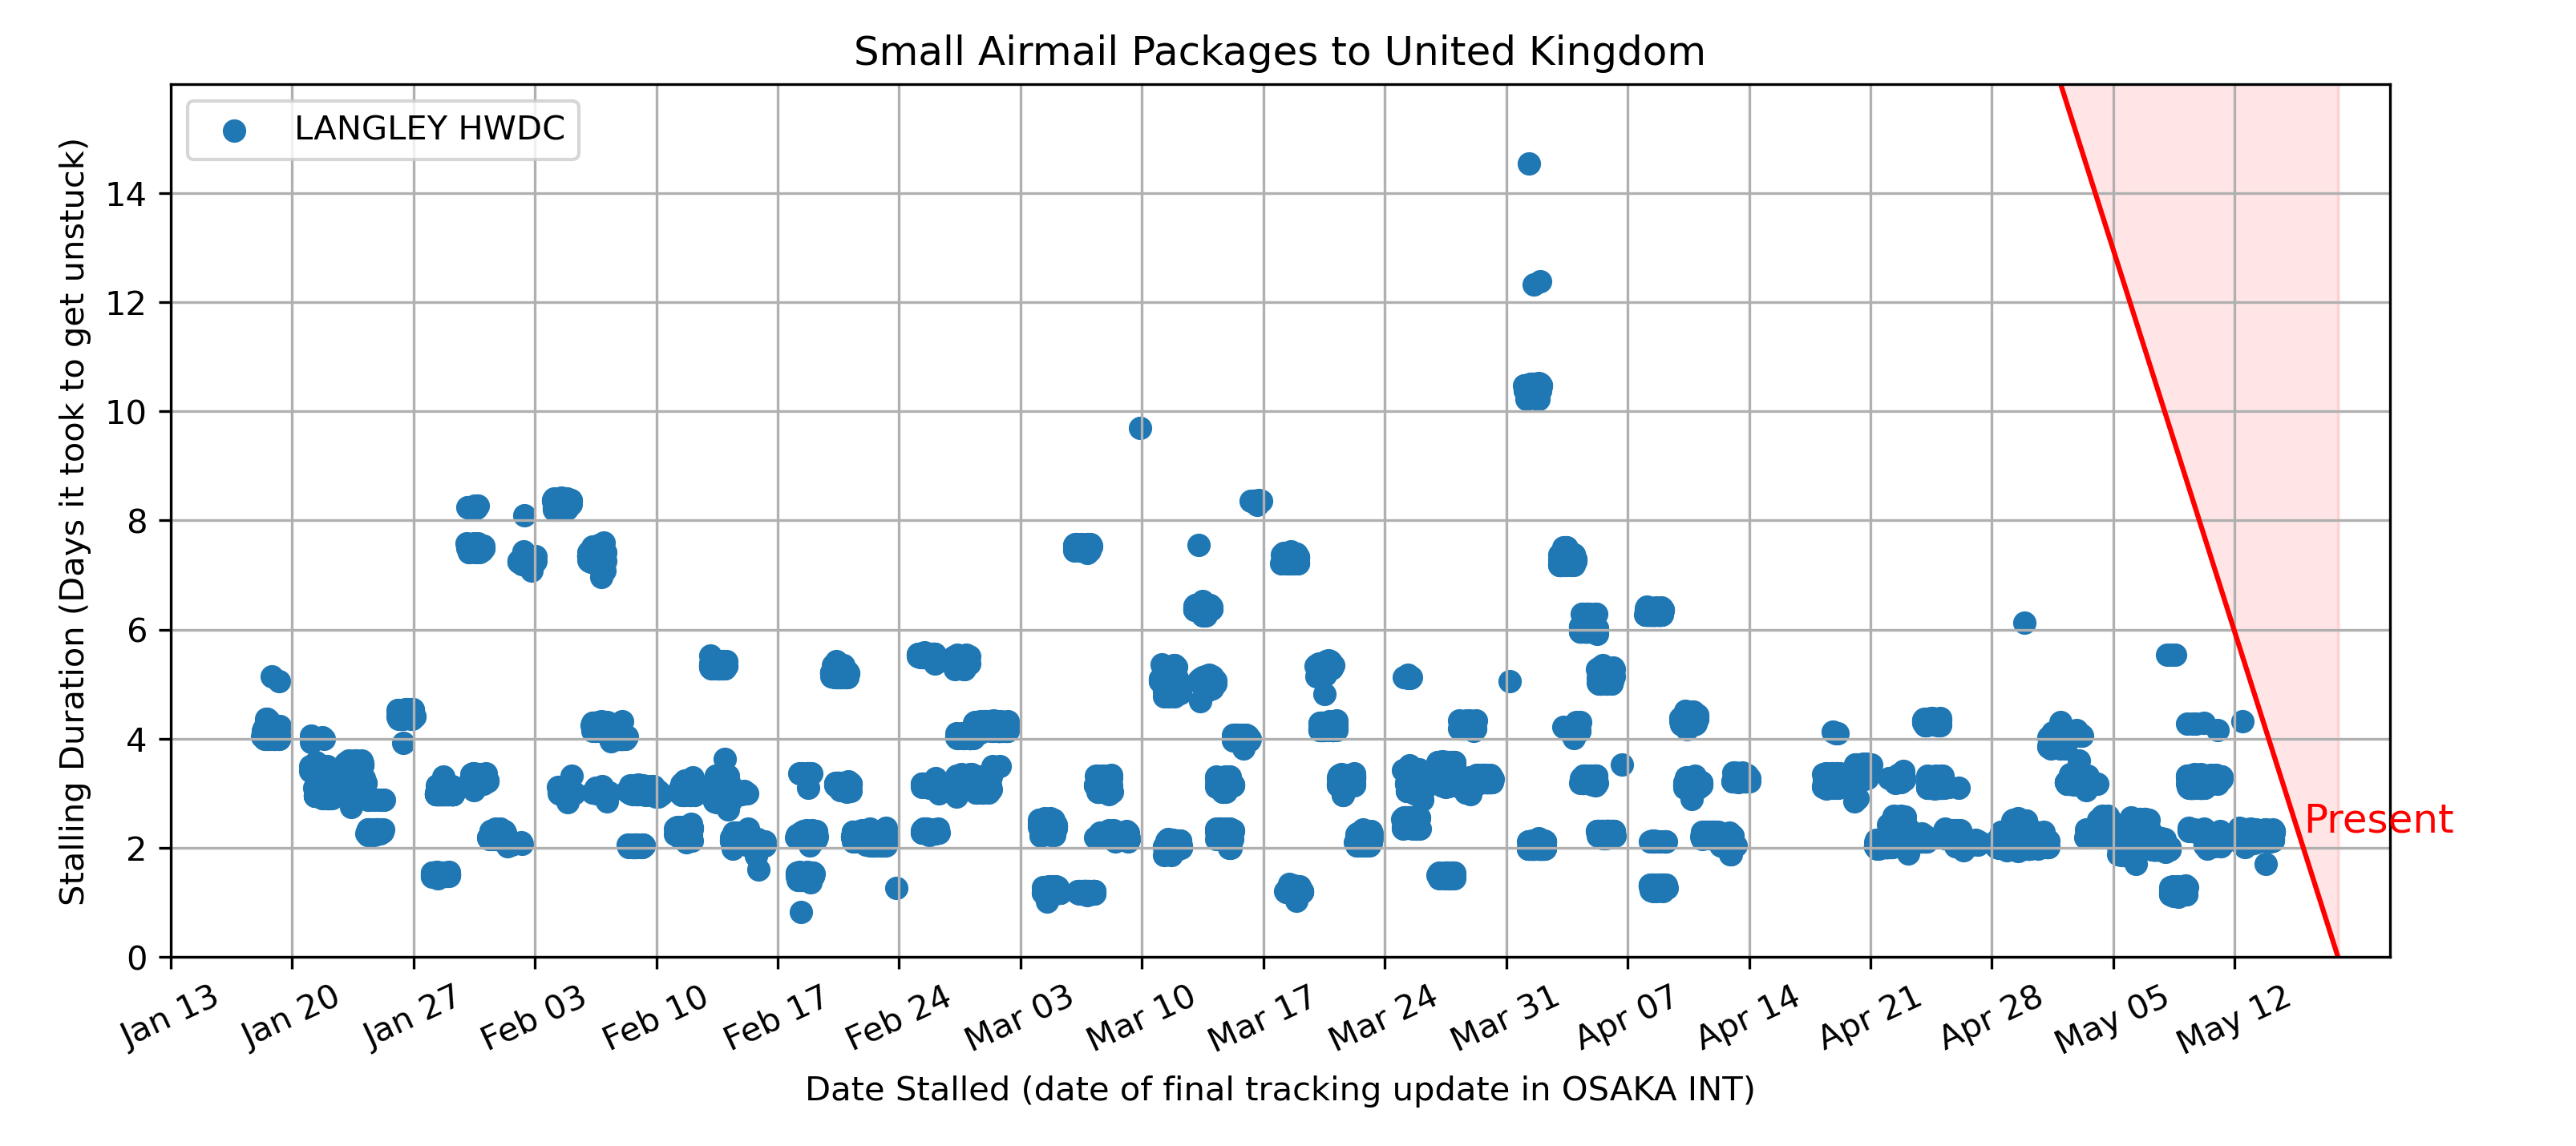 Small Airmail Packages to United Kingdom
LANGLEY HWDC
Stalling Duration (Days it took to get unstuck)
14
12
10
8
6
4
2
0
Present
Jan 13
Jan 20
Jan 27
Feb 03
Feb 10
Feb 17
Feb 24
Mar 03
Mar 10
Mar 17
Mar 24
Mar 31
Apr 07
Apr 14
Apr 21
Apr 28
May 05
May 12
Date Stalled (date of final tracking update in OSAKA INT)